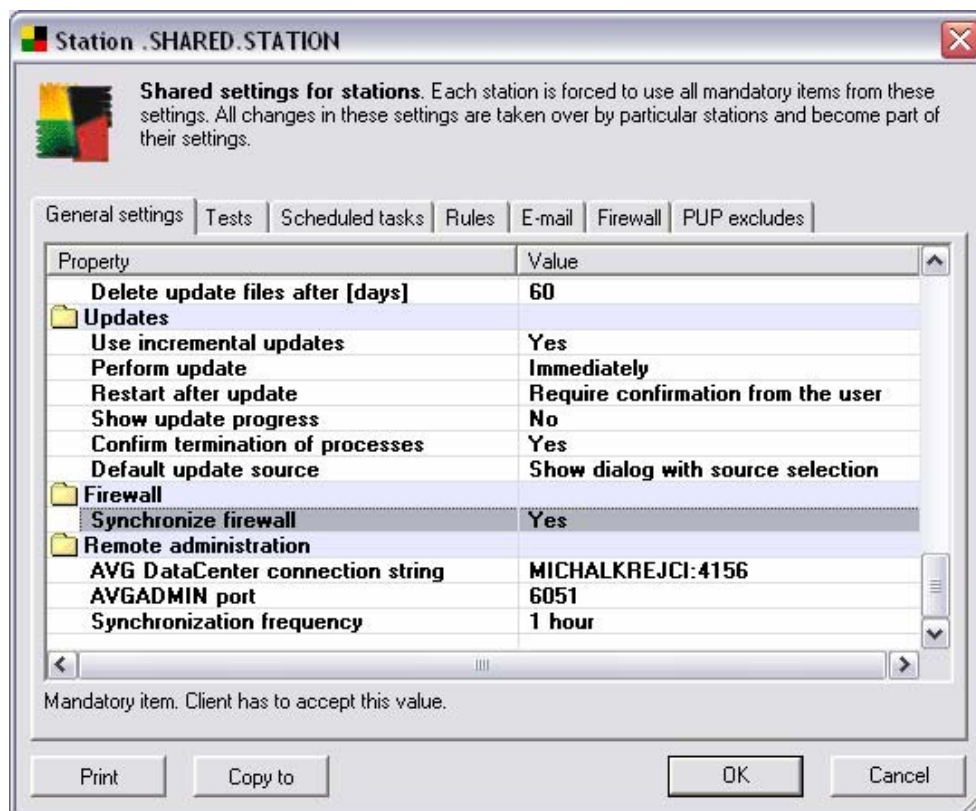 Station .SHARED.STATION
Shared settings for stations. Each station is forced to use all mandatory items from these
settings. All changes in these settings are taken over by particular stations and become part of
their settings.
General settings Tests Scheduled tasks Rules E-mail Firewall PUP excludes
Property Value
Delete update files after [days] 60
Updates
Use incremental updates Yes
Perform update Immediately
Restart after update Require confirmation from the user
Show update progress No
Confirm termination of processes Yes
Default update source Show dialog with source selection
Firewall
Synchronize firewall Yes
Remote administration
AVG DataCenter connection string MICHALKREJCI:4156
AVGADMIN port 6051
Synchronization frequency 1 hour
Mandatory item. Client has to accept this value.
Print Copy to OK Cancel